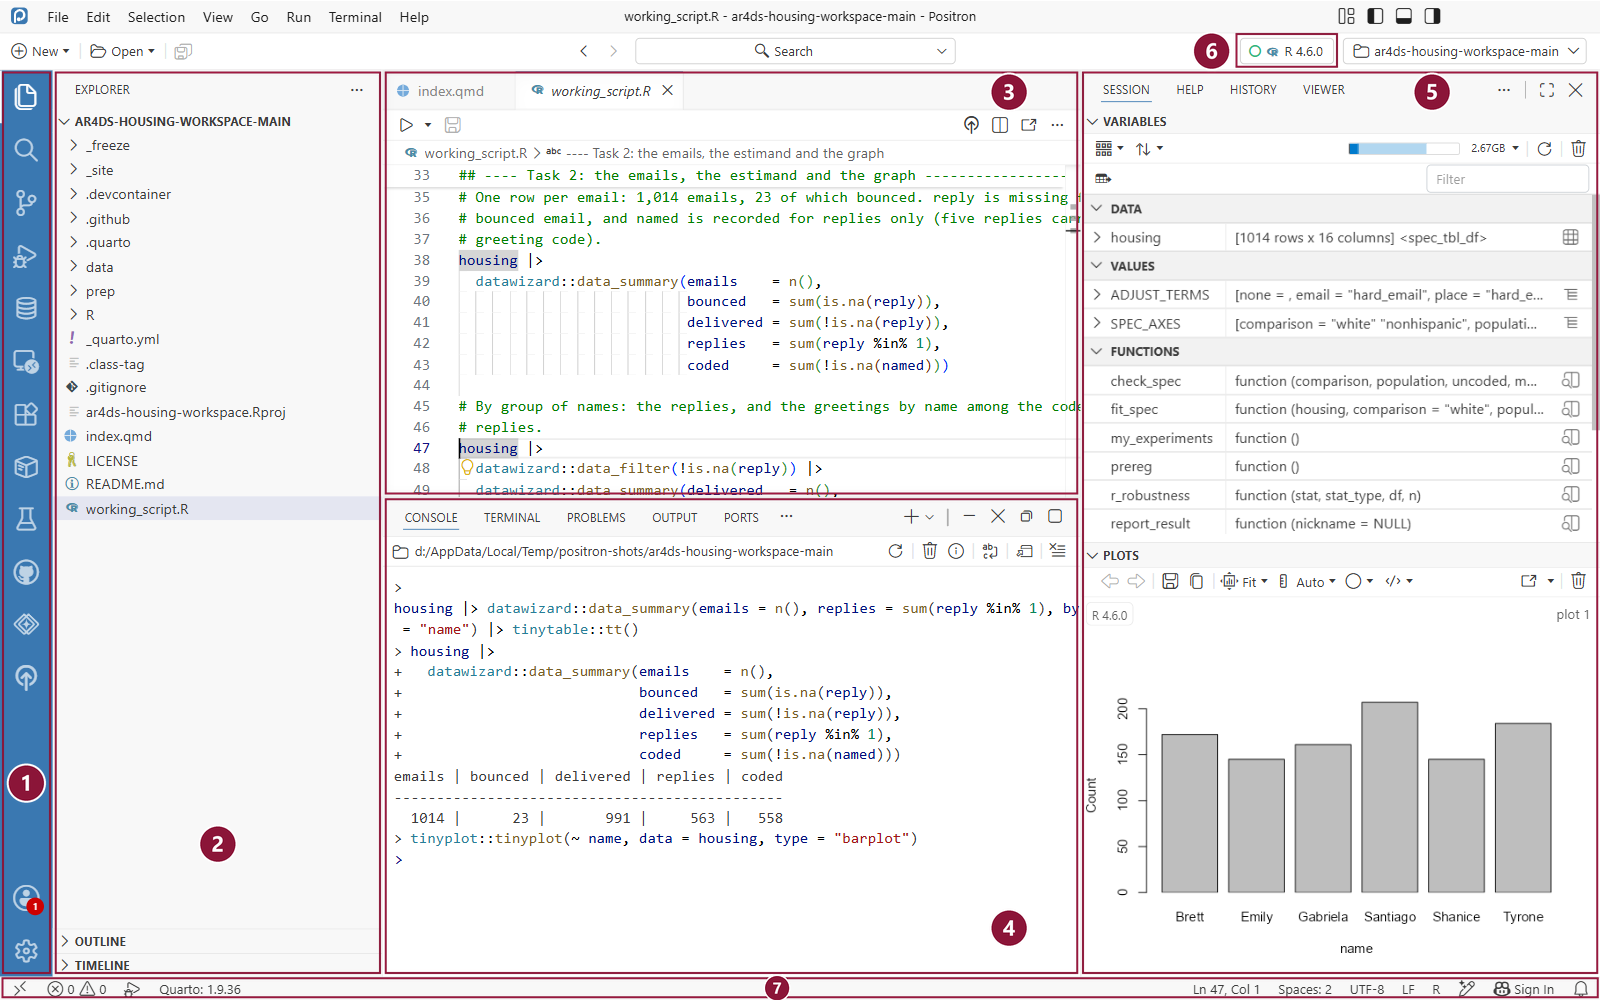 File Edit Selection View Go Run Terminal Help
working_script.R - ar4ds-housing-workspace-main - Positron
New Open
Search
6
R 4.6.0
ar4ds-housing-workspace-main
1
1
EXPLORER
AR4DS-HOUSING-WORKSPACE-MAIN
_freeze
_site
.devcontainer
.github
.quarto
data
prep
R
_quarto.yml
.class-tag
.gitignore
ar4ds-housing-workspace.Rproj
index.qmd
LICENSE
README.md
working_script.R
2
OUTLINE
TIMELINE
index.qmd working_script.R
3
working_script.R > abc ---- Task 2: the emails, the estimand and the graph
33 ## ---- Task 2: the emails, the estimand and the graph -----------------
35 # One row per email: 1,014 emails, 23 of which bounced. reply is missing
36 # bounced email, and named is recorded for replies only (five replies
37 # greeting code).
38 housing |>
39 datawizard::data_summary(emails = n(),
40 bounced = sum(is.na(reply)),
41 delivered = sum(!is.na(reply)),
42 replies = sum(reply %in% 1),
43 coded = sum(!is.na(named)))
44
45 # By group of names: the replies, and the greetings by name among the code
46 # replies.
47 housing |>
48 datawizard::data_filter(!is.na(reply)) |>
49 datawizard::data_summary(delivered = n(),
CONSOLE TERMINAL PROBLEMS OUTPUT PORTS
d:/AppData/Local/Temp/positron-shots/ar4ds-housing-workspace-main
>
housing |> datawizard::data_summary(emails = n(), replies = sum(reply %in% 1), by
= "name") |> tinytable::tt()
> housing |>
+ datawizard::data_summary(emails = n(),
+ bounced = sum(is.na(reply)),
+ delivered = sum(!is.na(reply)),
+ replies = sum(reply %in% 1),
+ coded = sum(!is.na(named)))
emails | bounced | delivered | replies | coded
----------------------------------------------
1014 | 23 | 991 | 563 | 558
> tinyplot::tinyplot(~ name, data = housing, type = "barplot")
>
4
SESSION HELP HISTORY VIEWER
5
VARIABLES
2.67GB
Filter
DATA
housing [1014 rows x 16 columns] <spec_tbl_df>
VALUES
ADJUST_TERMS [none = , email = "hard_email", place = "hard_e...
SPEC_AXES [comparison = "white" "nonhispanic", populati...
FUNCTIONS
check_spec function (comparison, population, uncoded, m...
fit_spec function (housing, comparison = "white", popul...
my_experiments function ()
prereg function ()
r_robustness function (stat, stat_type, df, n)
report_result function (nickname = NULL)
PLOTS
Fit Auto
R 4.6.0 plot 1
Count
200
150
100
50
0
Brett Emily Gabriela Santiago Shanice Tyrone
name
0 0 Quarto: 1.9.36
7
Ln 47, Col 1 Spaces: 2 UTF-8 LF R Sign In